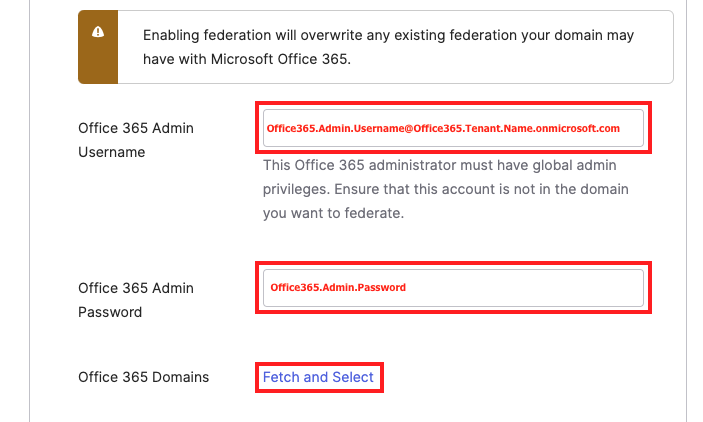 Enabling federation will overwrite any existing federation your domain may
have with Microsoft Office 365.
Office 365 Admin
Username
Office365.Admin.Username@Office365.Tenant.Name.onmicrosoft.com
This Office 365 administrator must have global admin
privileges. Ensure that this account is not in the domain
you want to federate.
Office 365 Admin
Password
Office365.Admin.Password
Office 365 Domains
Fetch and Select